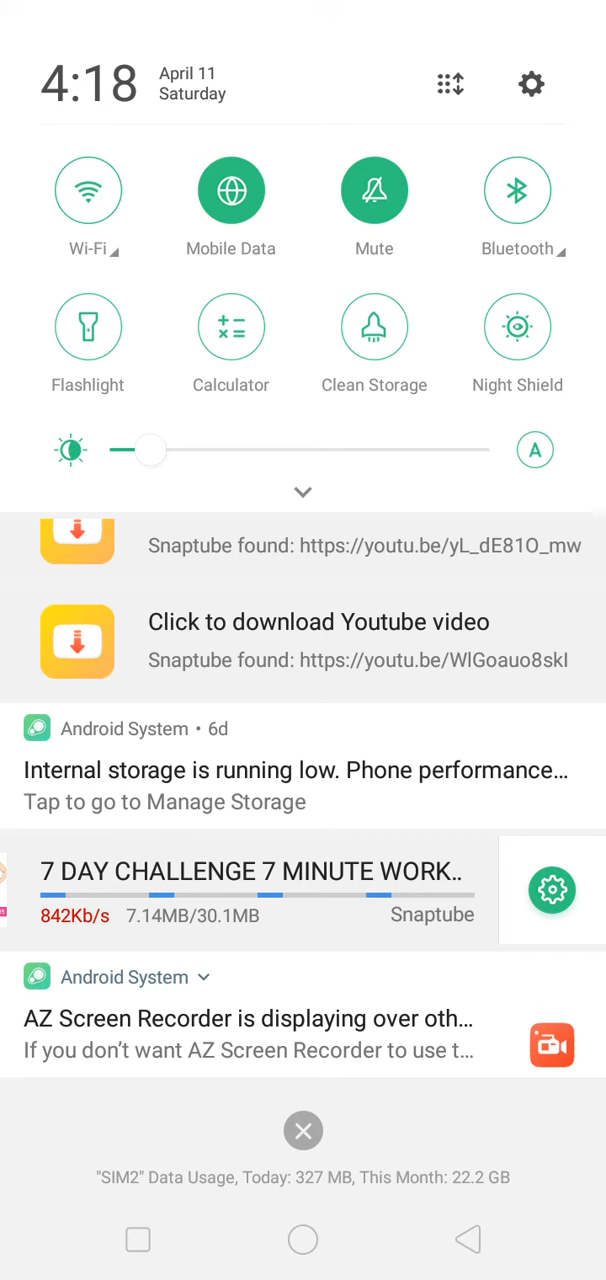 4:18
April 11
Saturday
Wi-Fi
Mobile Data
Mute
Bluetooth
Flashlight
Calculator
Clean Storage
Night Shield
A
Snaptube found: https://youtu.be/yL_dE81O_mw
Click to download Youtube video
Snaptube found: https://youtu.be/WlGoauo8skI
Android System • 6d
Internal storage is running low. Phone performance...
Tap to go to Manage Storage
7 DAY CHALLENGE 7 MINUTE WORK..
842Kb/s 7.14MB/30.1MB Snaptube
Android System
AZ Screen Recorder is displaying over oth...
If you don't want AZ Screen Recorder to use t...
"SIM2" Data Usage, Today: 327 MB, This Month: 22.2 GB